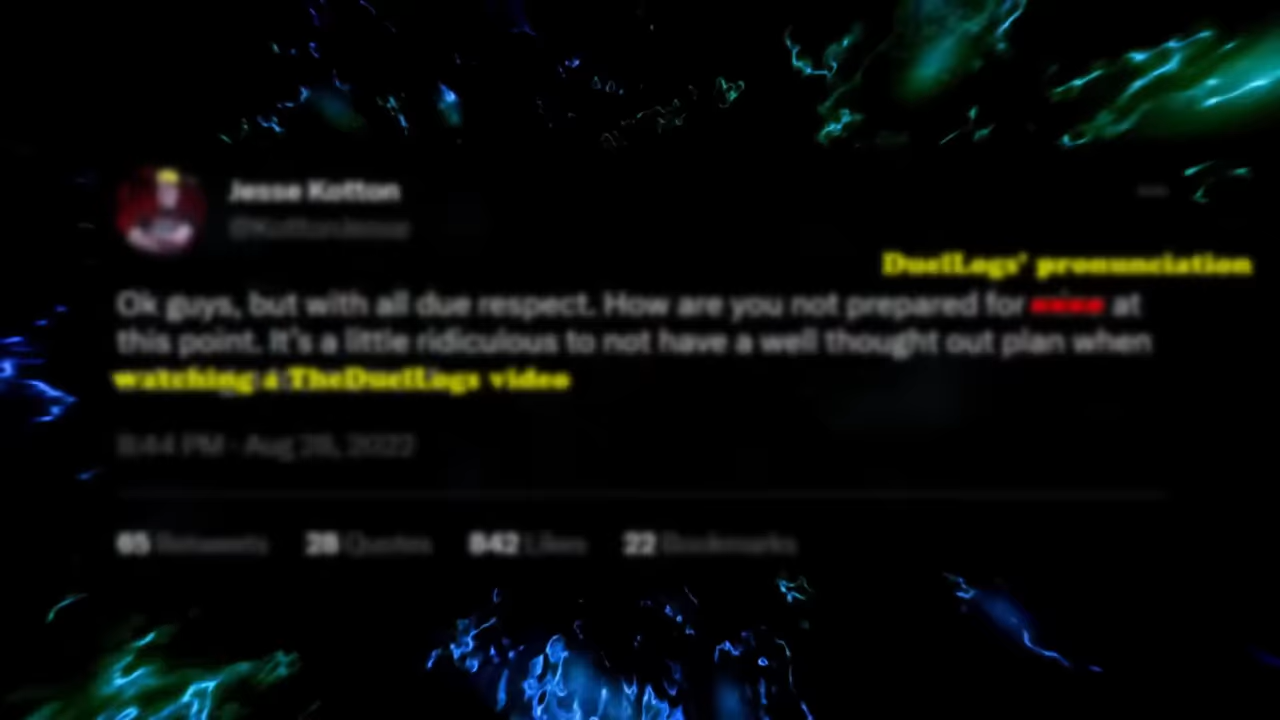 Jesse Kotton
@KottonJesse
DuelLogs' pronunciation
Ok guys, but with all due respect. How are you not prepared for at
this point. It's a little ridiculous to not have a well thought out plan when
watching a TheDuelLogs video
8:44 PM · Aug 28, 2022
65 Retweets 28 Quotes 842 Likes 22 Bookmarks